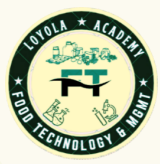 LOYOLA ★ ACADEMY
FT
★ FOOD TECHNOLOGY & MGMT ★